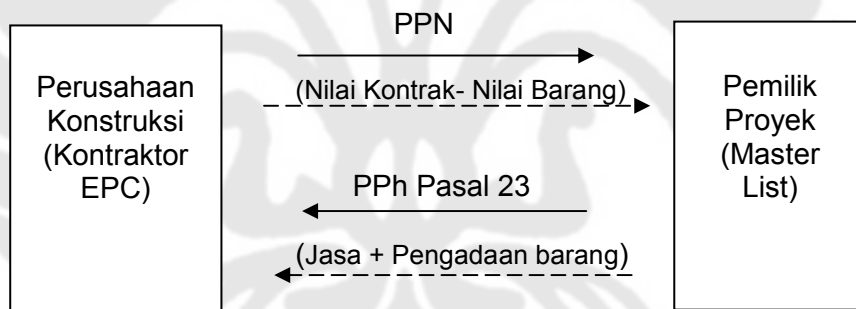 PPN
(Nilai Kontrak- Nilai Barang)
Perusahaan
Konstruksi
(Kontraktor
EPC)
Pemilik
Proyek
(Master
List)
PPh Pasal 23
(Jasa + Pengadaan barang)